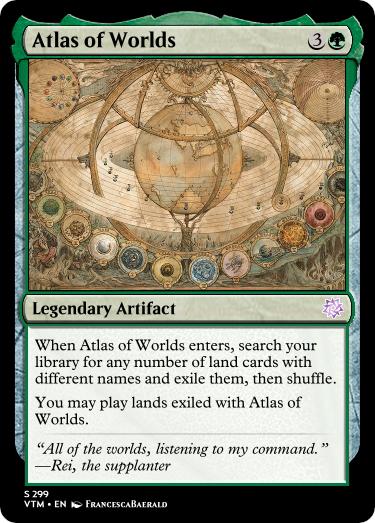 Atlas of Worlds 3
Legendary Artifact
When Atlas of Worlds enters, search your
library for any number of land cards with
different names and exile them, then shuffle.
You may play lands exiled with Atlas of
Worlds.
“All of the worlds, listening to my command.”
—Rei, the supplanter
S 299
VTM • EN FrancescaBaerald